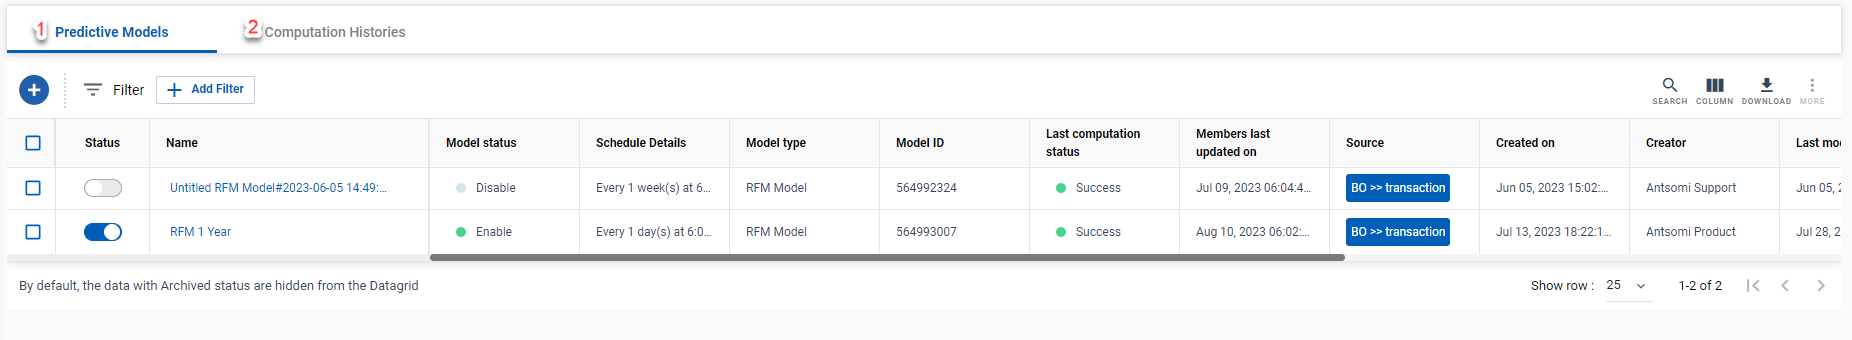 1 Predictive Models 2 Computation Histories
+ Filter + Add Filter SEARCH COLUMN DOWNLOAD MORE
Status Name Model status Schedule Details Model type Model ID Last computation status Members last updated on Source Created on Creator Last mo
Untitled RFM Model#2023-06-05 14:49:... Disable Every 1 week(s) at 6... RFM Model 564992324 Success Jul 09, 2023 06:04:4... BO >> transaction Jun 05, 2023 15:02:... Antsomi Support Jun 05, 2
RFM 1 Year Enable Every 1 day(s) at 6:0... RFM Model 564993007 Success Aug 10, 2023 06:02:... BO >> transaction Jul 13, 2023 18:22:1... Antsomi Product Jul 28, 2
By default, the data with Archived status are hidden from the Datagrid Show row : 25 1-2 of 2